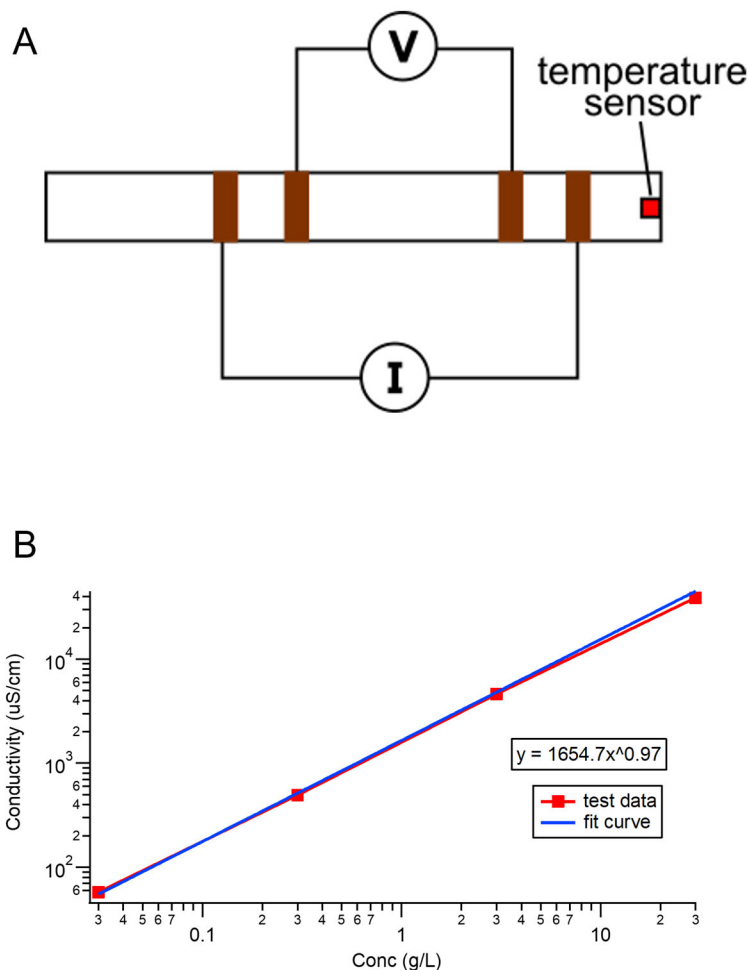 A
V
temperature
sensor
I
B
4
2
10^4
6
4
2
10^3
6
4
2
10^2
6
Conductivity (uS/cm)
y = 1654.7x^0.97
test data
fit curve
3 4 5 6 7 0.1 2 3 4 5 6 7 1 2 3 4 5 6 7 10 2 3
Conc (g/L)